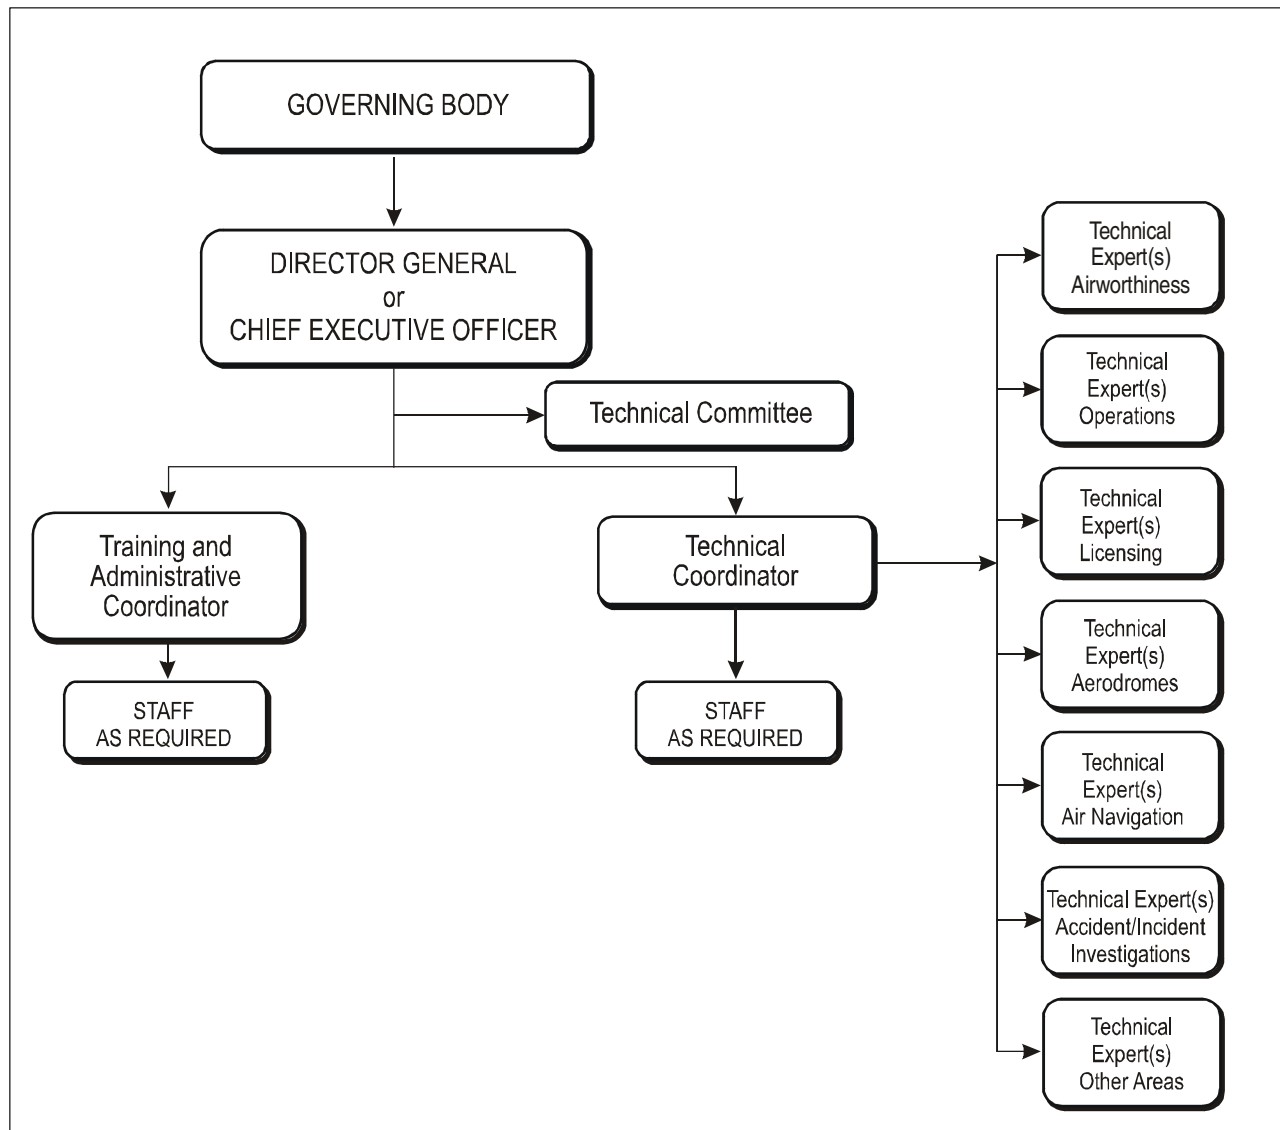 GOVERNING BODY
DIRECTOR GENERAL
or
CHIEF EXECUTIVE OFFICER
Technical Committee
Training and
Administrative
Coordinator
Technical
Coordinator
STAFF
AS REQUIRED
STAFF
AS REQUIRED
Technical
Expert(s)
Airworthiness
Technical
Expert(s)
Operations
Technical
Expert(s)
Licensing
Technical
Expert(s)
Aerodromes
Technical
Expert(s)
Air Navigation
Technical Expert(s)
Accident/Incident
Investigations
Technical
Expert(s)
Other Areas